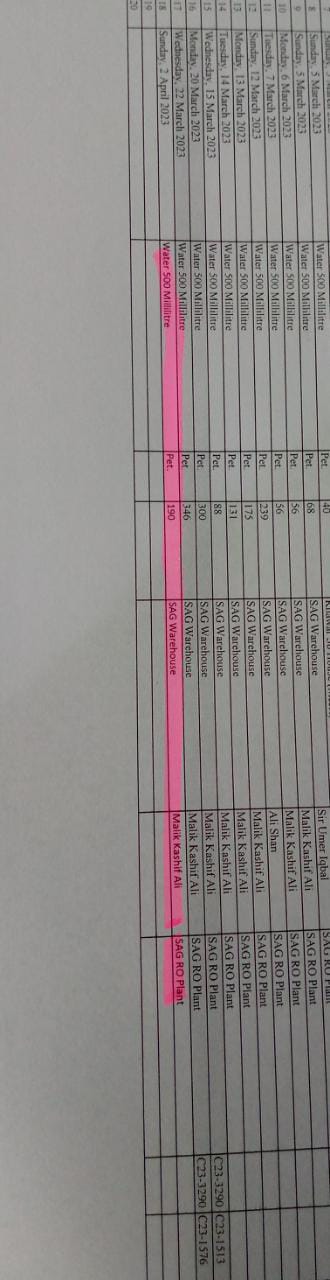 8 Sunday, 5 March 2023 Water 500 Millilitre Pet. 40
9 Sunday, 5 March 2023 Water 500 Millilitre Pet. 68 SAG Warehouse Sir Umer Iqbal SAG RO Plant
10 Monday, 6 March 2023 Water 500 Millilitre Pet. 56 SAG Warehouse Malik Kashif Ali SAG RO Plant
11 Tuesday, 7 March 2023 Water 500 Millilitre Pet. 56 SAG Warehouse Malik Kashif Ali SAG RO Plant
12 Sunday, 12 March 2023 Water 500 Millilitre Pet. 239 SAG Warehouse Ali Shan SAG RO Plant
13 Monday, 13 March 2023 Water 500 Millilitre Pet. 175 SAG Warehouse Malik Kashif Ali SAG RO Plant
14 Tuesday, 14 March 2023 Water 500 Millilitre Pet. 131 SAG Warehouse Malik Kashif Ali SAG RO Plant
15 Wednesday, 15 March 2023 Water 500 Millilitre Pet. 88 SAG Warehouse Malik Kashif Ali SAG RO Plant
16 Monday, 20 March 2023 Water 500 Millilitre Pet. 300 SAG Warehouse Malik Kashif Ali SAG RO Plant C23-3290 C23-1513
17 Wednesday, 22 March 2023 Water 500 Millilitre Pet. 346 SAG Warehouse Malik Kashif Ali SAG RO Plant C23-3290 C23-1576
18 Sunday, 2 April 2023 Water 500 Millilitre Pet. 190 SAG Warehouse Malik Kashif Ali SAG RO Plant
19
20